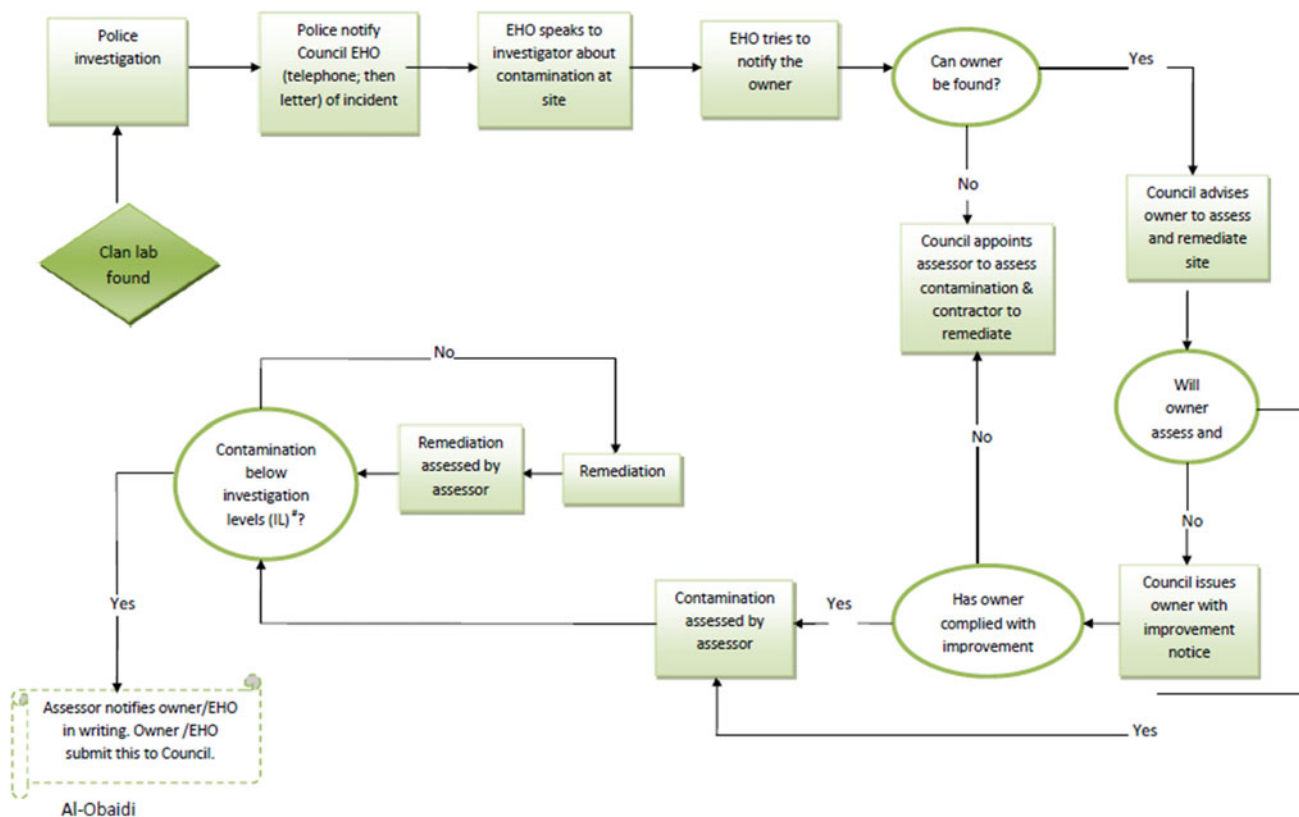 Police
investigation
Police notify
Council EHO
(telephone; then
letter) of incident
EHO speaks to
investigator about
contamination at
site
EHO tries to
notify the
owner
Can owner
be found?
Yes
No
Clan lab
found
Council appoints
assessor to assess
contamination &
contractor to
remediate
Council advises
owner to assess
and remediate
site
Will
owner
assess and
No
Council issues
owner with
improvement
notice
Has owner
complied with
improvement
No
Yes
Yes
Contamination
assessed by
assessor
No
Contamination
below
investigation
levels (IL)#?
Remediation
assessed by
assessor
Remediation
Yes
Assessor notifies owner/EHO
in writing. Owner /EHO
submit this to Council.
Al-Obaidi